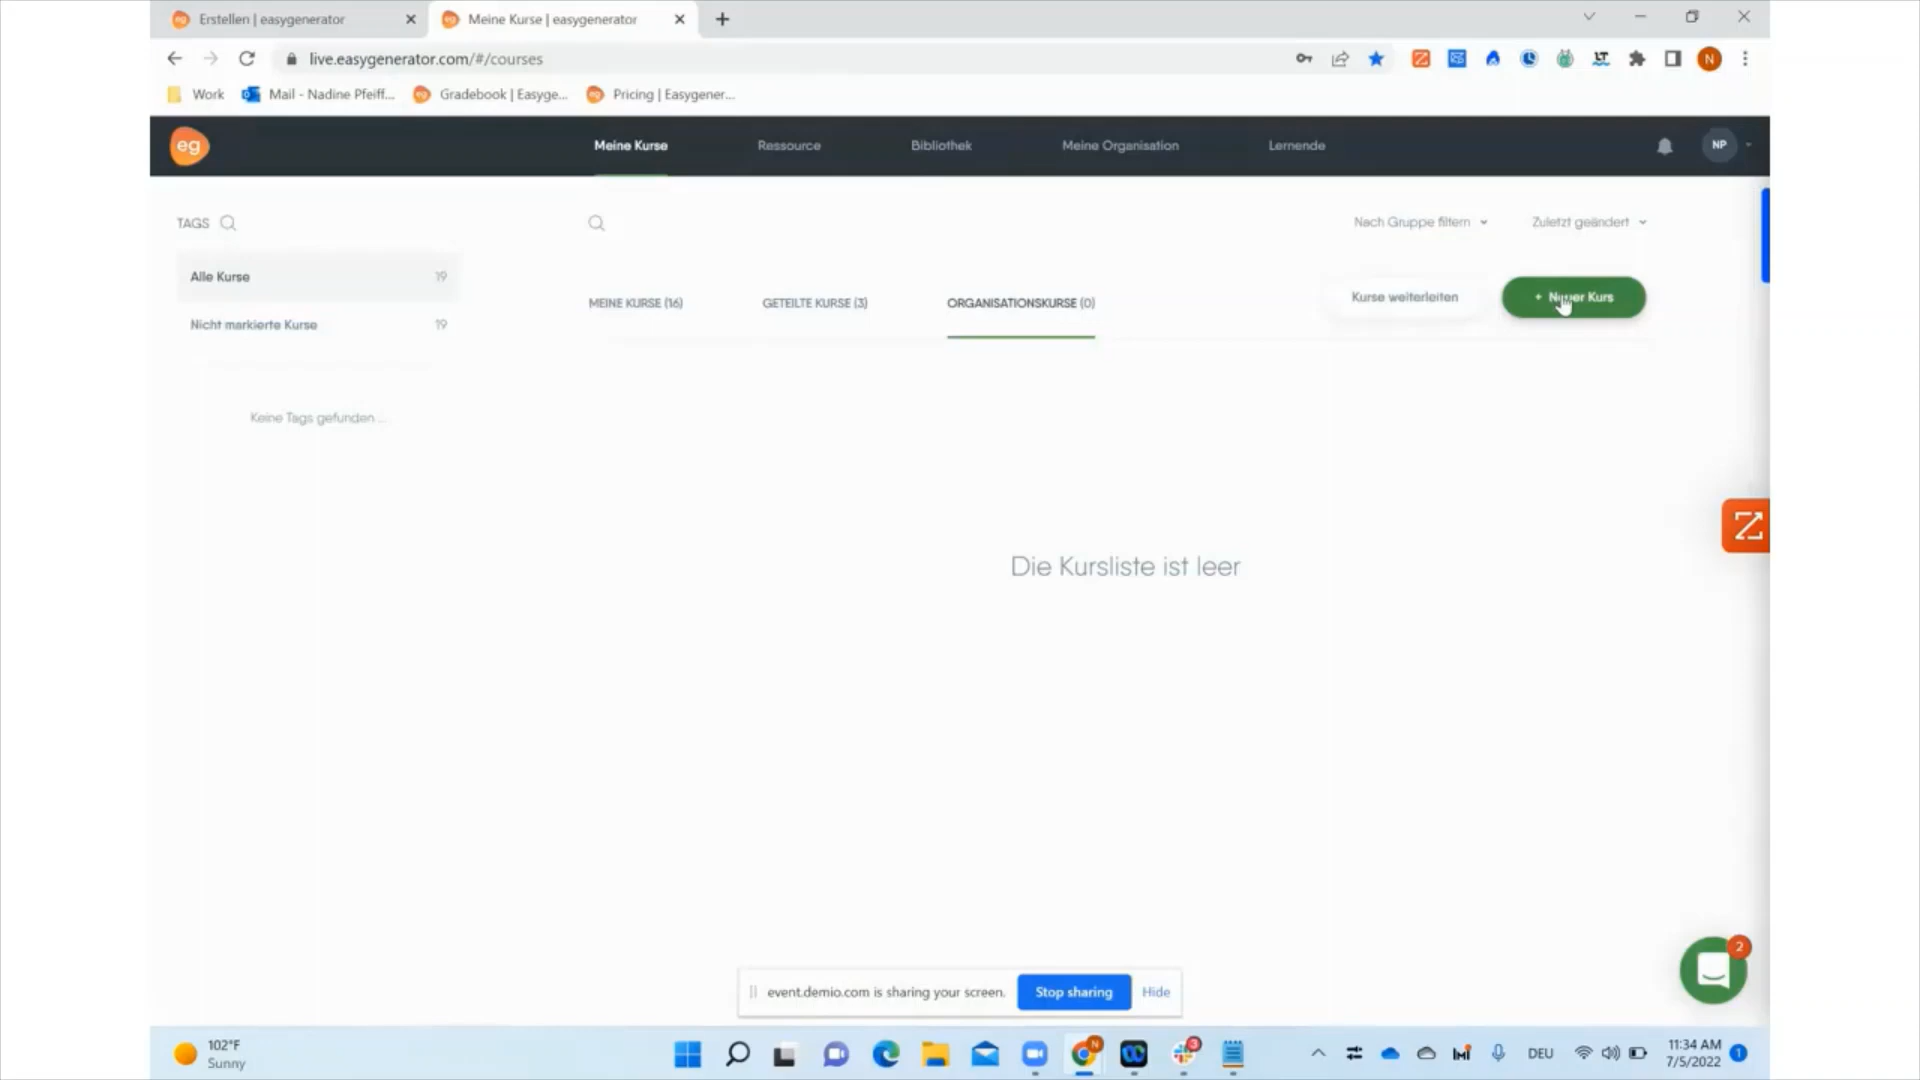 Erstellen | easygenerator
Meine Kurse | easygenerator
live.easygenerator.com/#/courses
N
Work
Mail - Nadine Pfeiff...
Gradebook | Easyge...
Pricing | Easygener...
eg
Meine Kurse
Ressource
Bibliothek
Meine Organisation
Lernende
NP
TAGS
Nach Gruppe filtern
Zuletzt geändert
Alle Kurse 19
MEINE KURSE (16)
GETEILTE KURSE (3)
ORGANISATIONSKURSE (0)
Kurse weiterleiten
+ Neuer Kurs
Nicht markierte Kurse 19
Keine Tags gefunden ...
Die Kursliste ist leer
2
event.demio.com is sharing your screen.
Stop sharing
Hide
102°F
Sunny
N
3
DEU
11:34 AM
7/5/2022
1